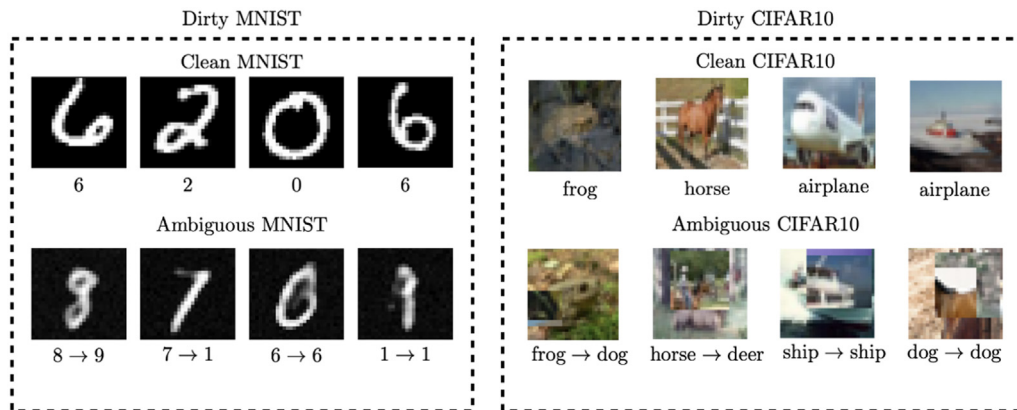 Dirty MNIST
Clean MNIST
6 2 0 6
Ambiguous MNIST
8 → 9 7 → 1 6 → 6 1 → 1
Dirty CIFAR10
Clean CIFAR10
frog horse airplane airplane
Ambiguous CIFAR10
frog → dog horse → deer ship → ship dog → dog